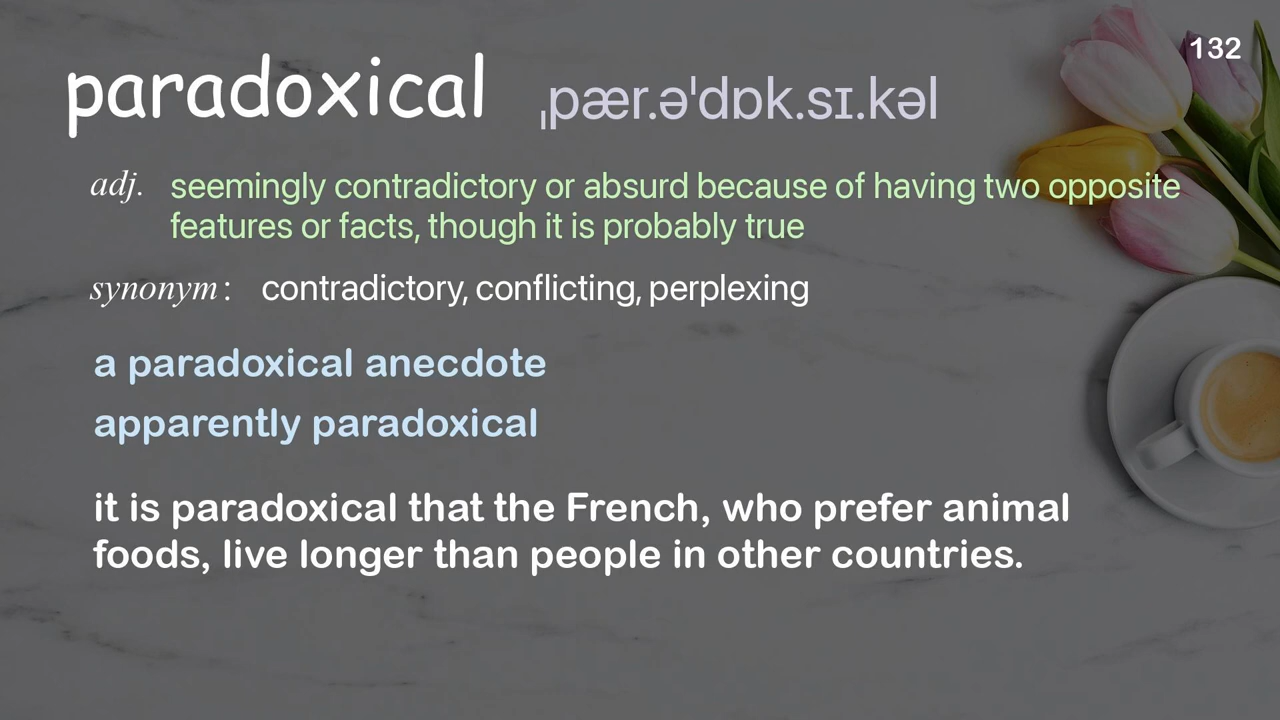 132
paradoxical ˌpær.əˈdɒk.sɪ.kəl
adj. seemingly contradictory or absurd because of having two opposite
features or facts, though it is probably true
synonym: contradictory, conflicting, perplexing
a paradoxical anecdote
apparently paradoxical
it is paradoxical that the French, who prefer animal
foods, live longer than people in other countries.